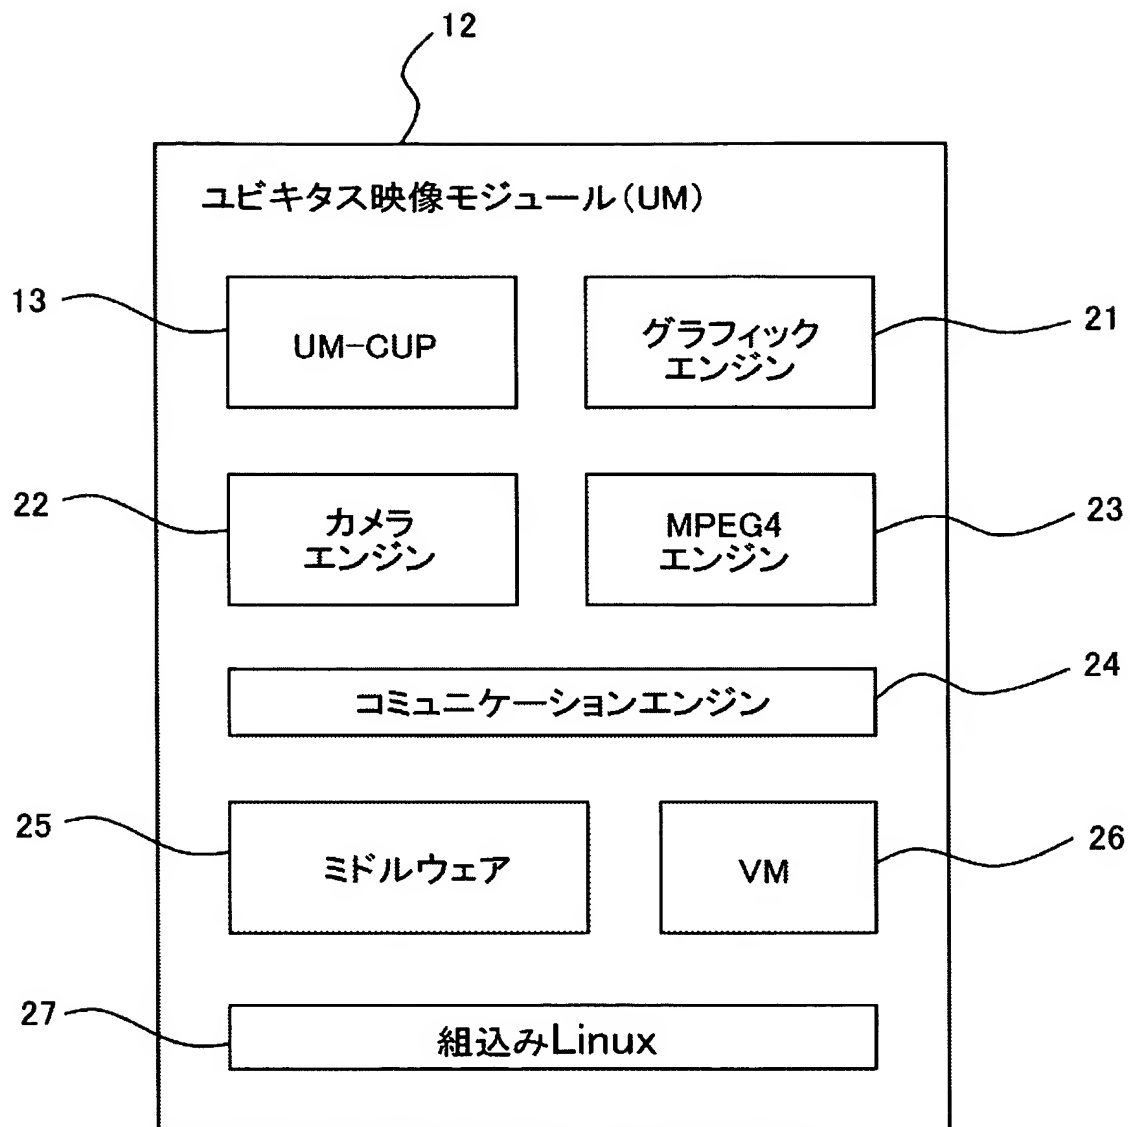 12
ユビキタス映像モジュール(UM)
13
UM-CUP
グラフィック
エンジン
21
22
カメラ
エンジン
MPEG4
エンジン
23
コミュニケーションエンジン
24
25
ミドルウェア
VM
26
27
組込みLinux